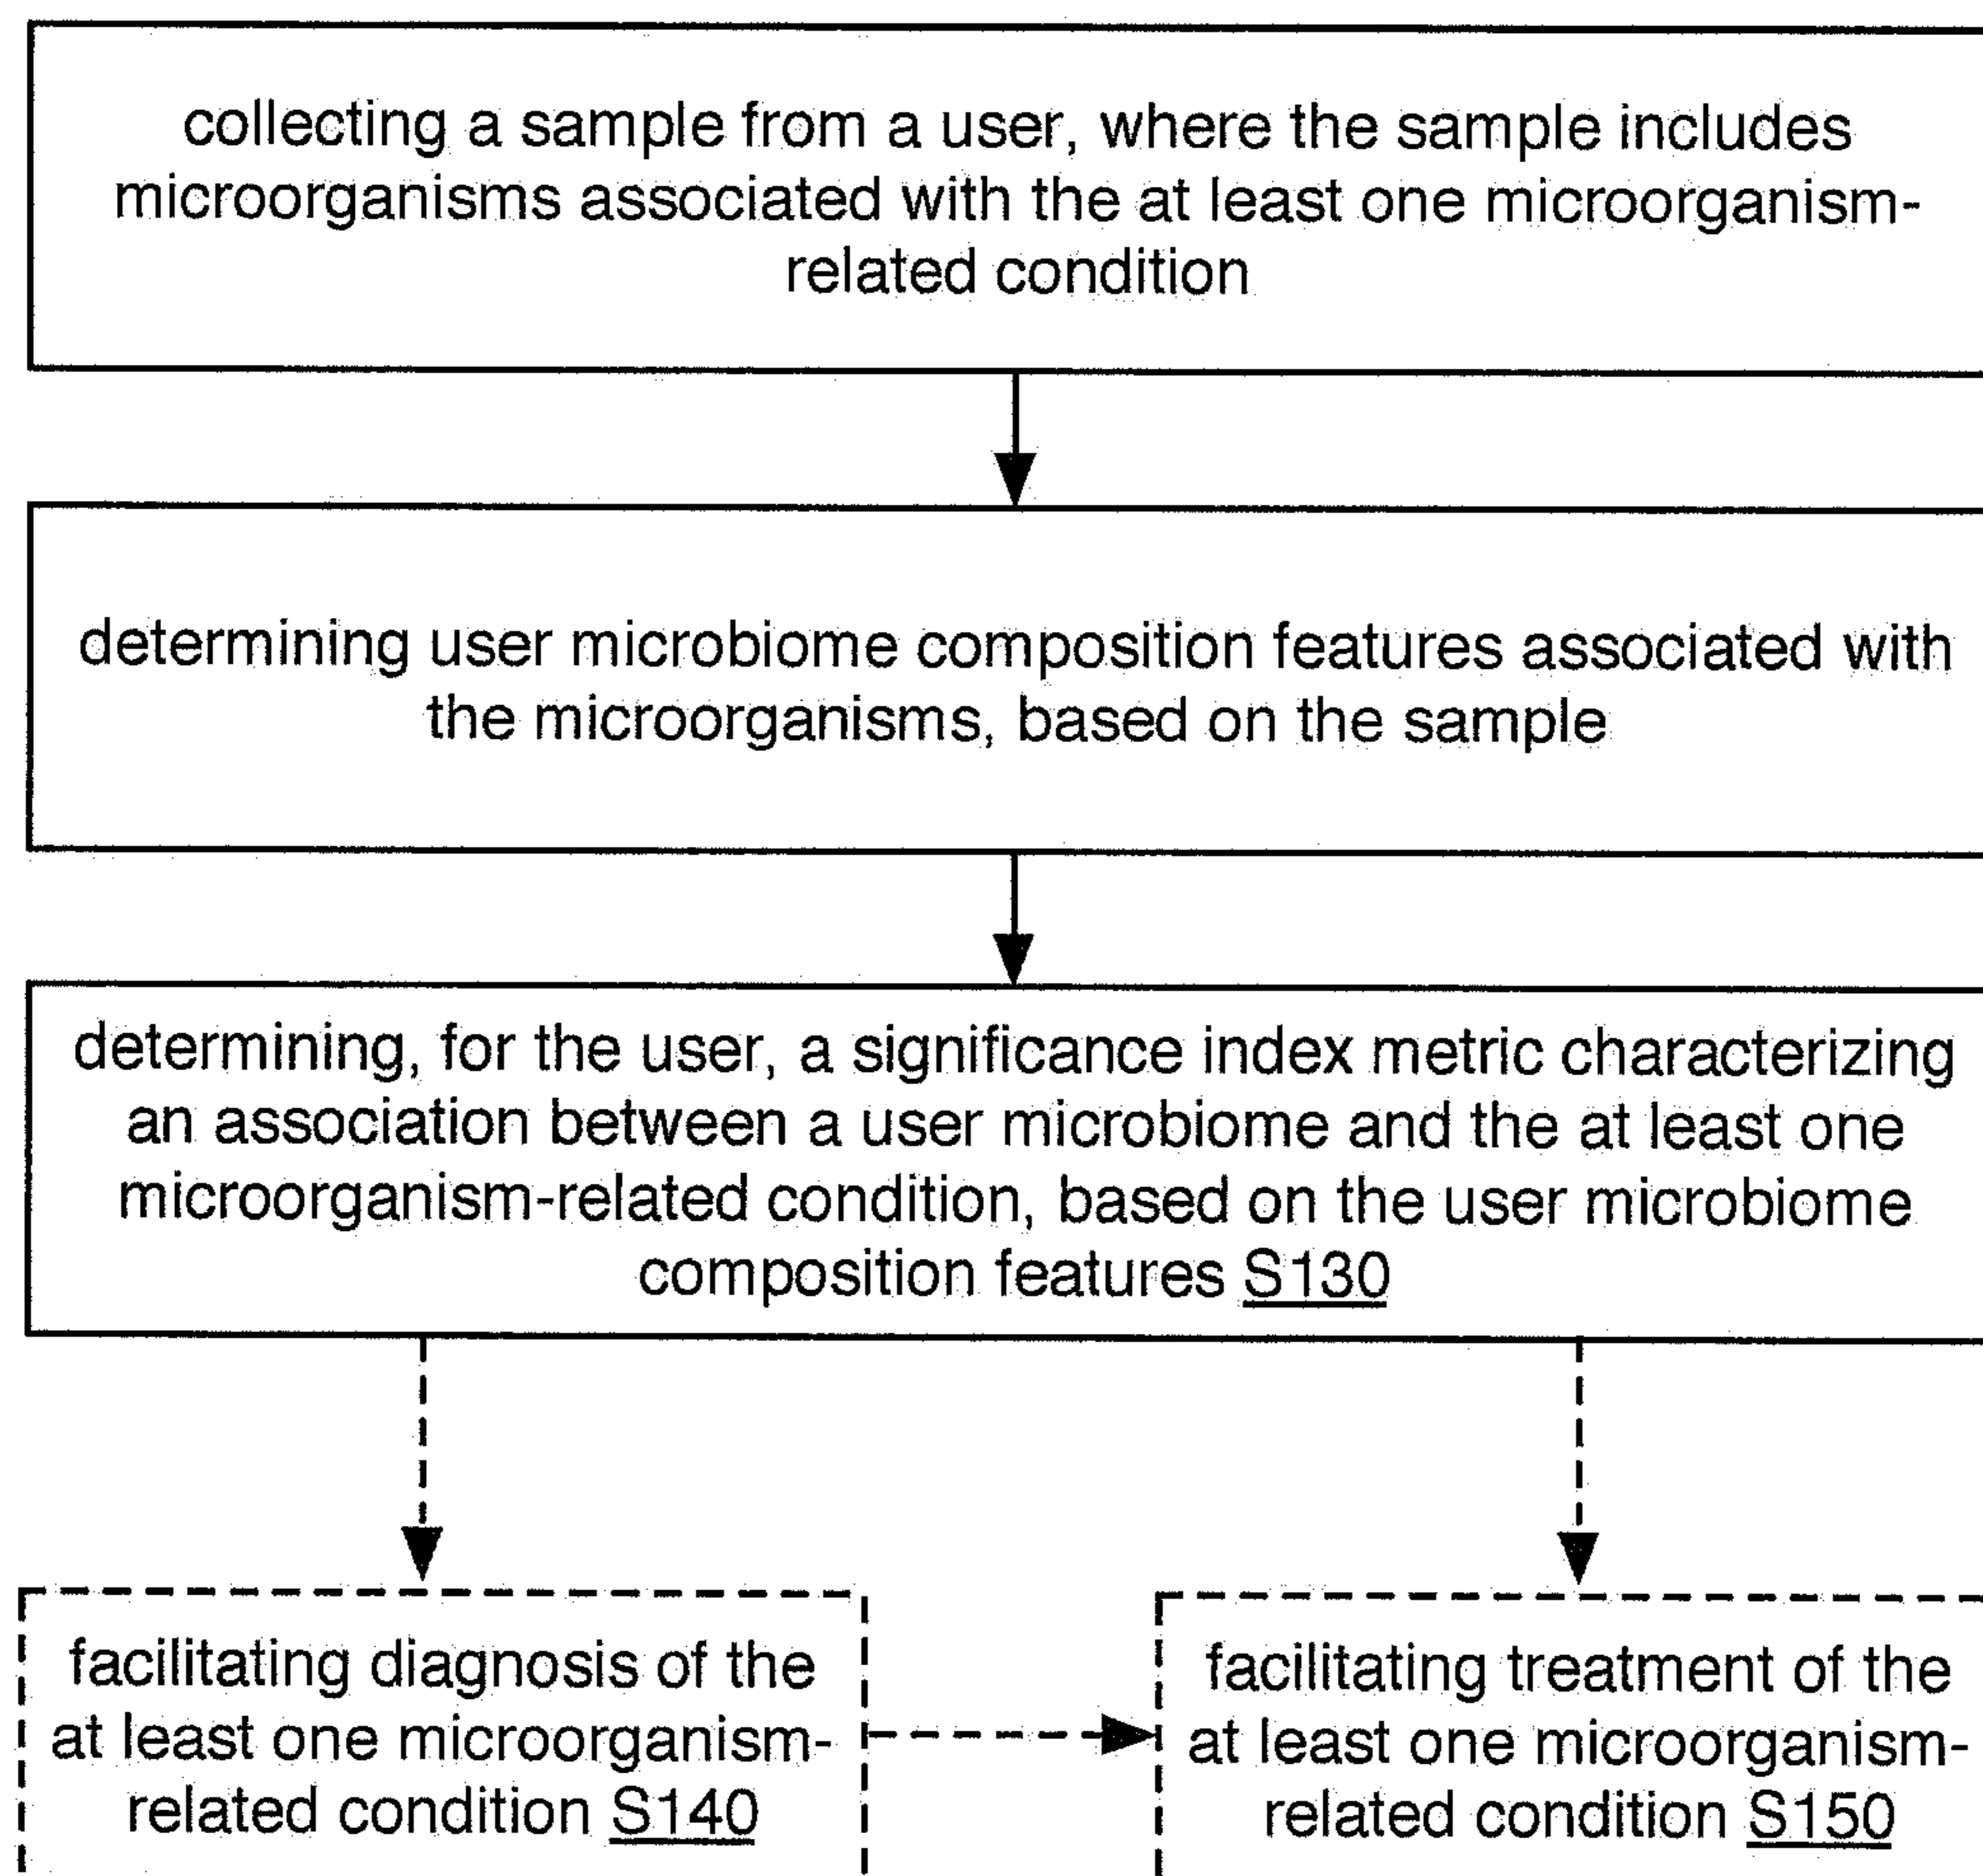 collecting a sample from a user, where the sample includes
microorganisms associated with the at least one microorganism-
related condition
determining user microbiome composition features associated with
the microorganisms, based on the sample
determining, for the user, a significance index metric characterizing
an association between a user microbiome and the at least one
microorganism-related condition, based on the user microbiome
composition features S130
facilitating diagnosis of the
at least one microorganism-
related condition S140
facilitating treatment of the
at least one microorganism-
related condition S150